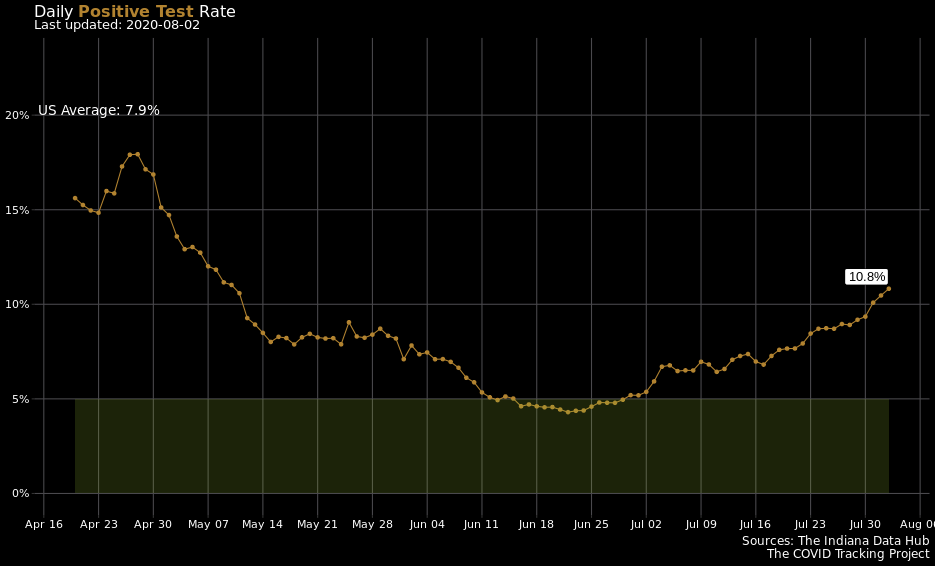 Daily Positive Test Rate
Last updated: 2020-08-02
US Average: 7.9%
20%
15%
10%
5%
0%
10.8%
Apr 16 Apr 23 Apr 30 May 07 May 14 May 21 May 28 Jun 04 Jun 11 Jun 18 Jun 25 Jul 02 Jul 09 Jul 16 Jul 23 Jul 30 Aug 0
Sources: The Indiana Data Hub
The COVID Tracking Project